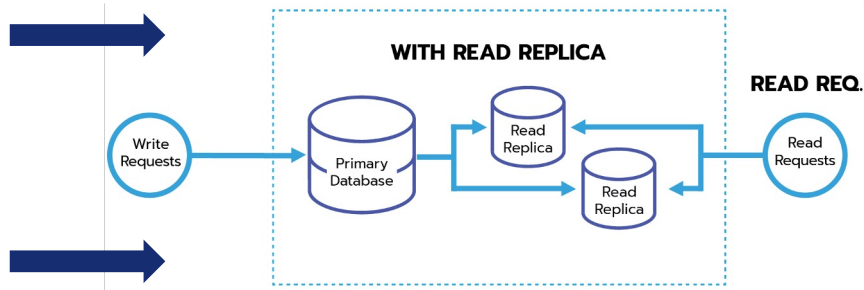 WITH READ REPLICA
READ REQ.
Write
Requests
Primary
Database
Read
Replica
Read
Replica
Read
Requests